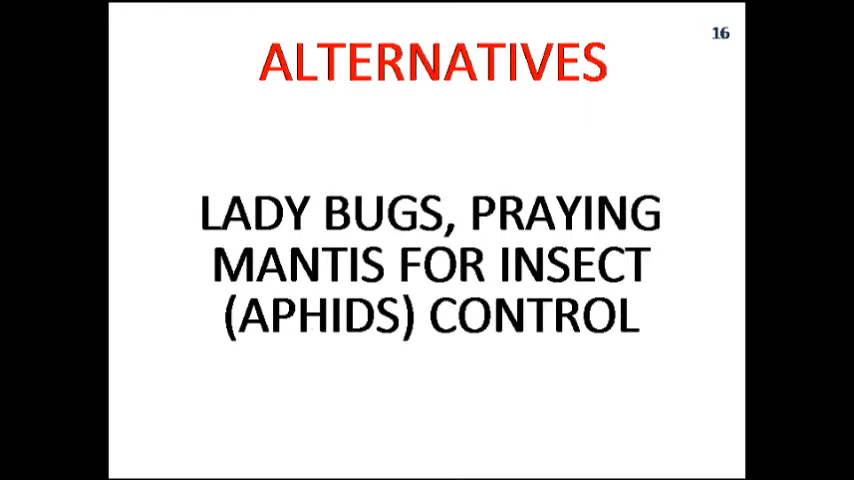 16
ALTERNATIVES
LADY BUGS, PRAYING
MANTIS FOR INSECT
(APHIDS) CONTROL